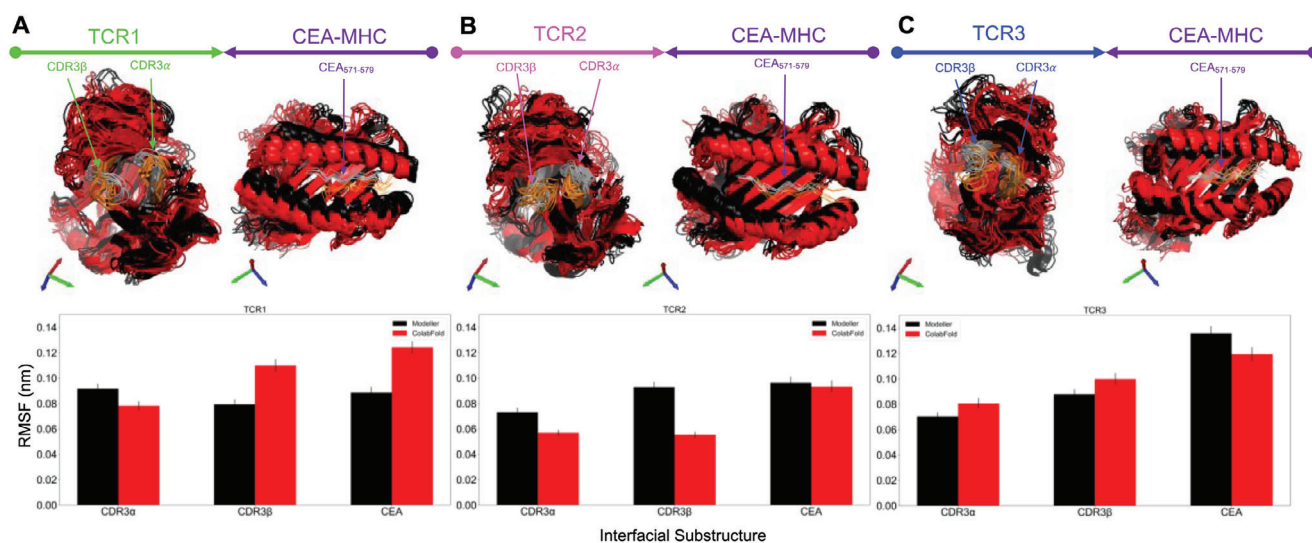 A
TCR1
CEA-MHC
CDR3β
CDR3α
CEA571-579
B
TCR2
CEA-MHC
CDR3β
CDR3α
CEA571-579
C
TCR3
CEA-MHC
CDR3β
CDR3α
CEA571-579
RMSF (nm)
TCR1
Modeller
ColabFold
0.14
0.12
0.10
0.08
0.06
0.04
0.02
0.00
CDR3α CDR3β CEA
TCR2
Modeller
ColabFold
0.14
0.12
0.10
0.08
0.06
0.04
0.02
0.00
CDR3α CDR3β CEA
TCR3
Modeller
ColabFold
0.14
0.12
0.10
0.08
0.06
0.04
0.02
0.00
CDR3α CDR3β CEA
Interfacial Substructure